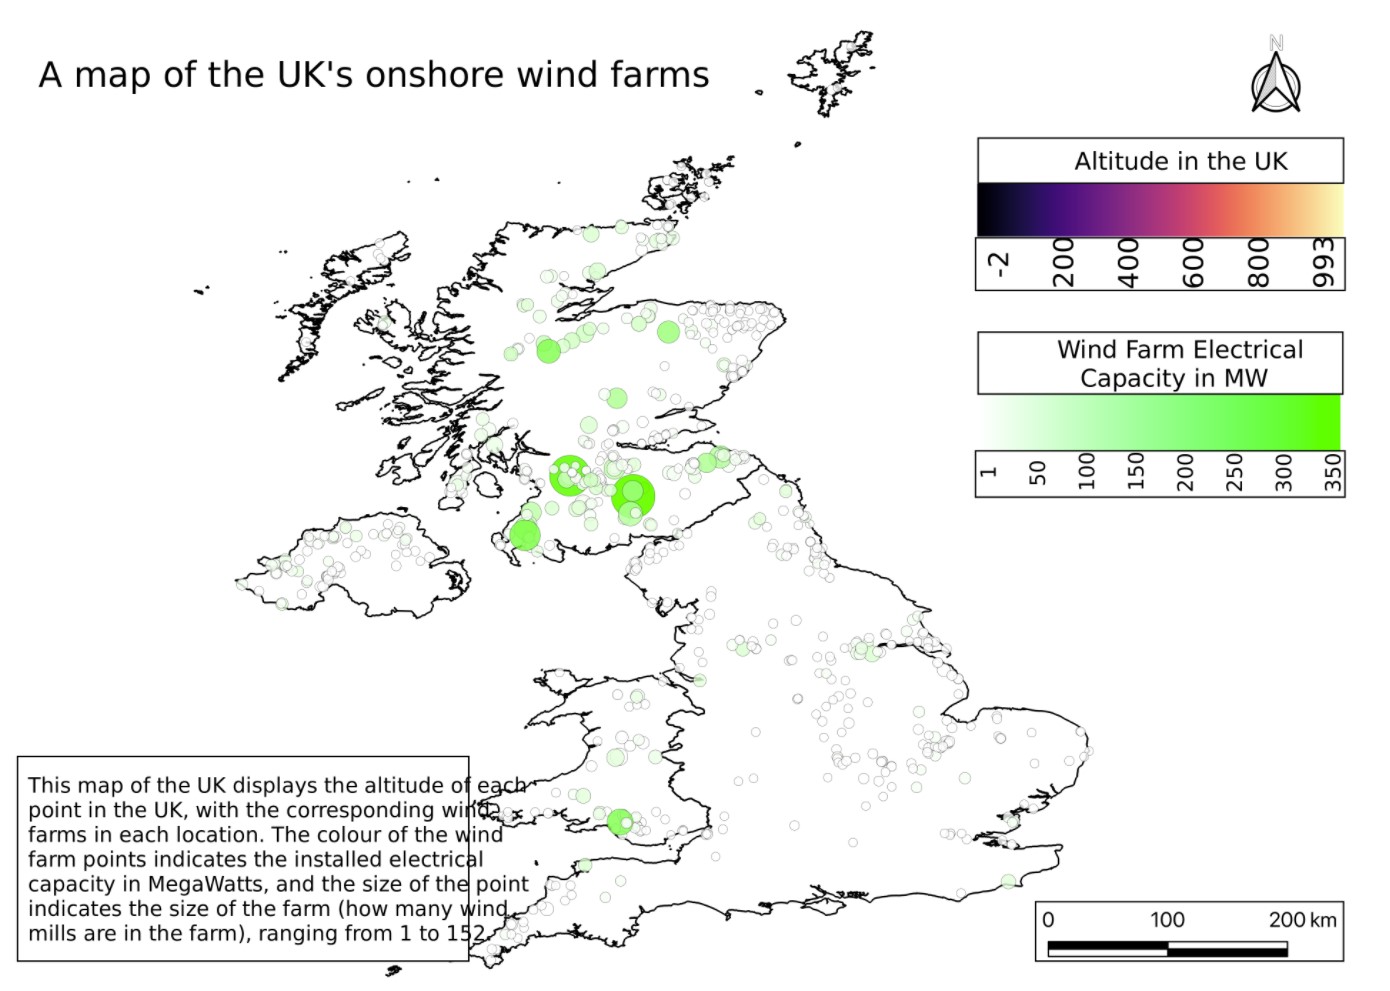 A map of the UK's onshore wind farms
N
Altitude in the UK
-2 200 400 600 800 993
Wind Farm Electrical
Capacity in MW
1 50 100 150 200 250 300 350
This map of the UK displays the altitude of each
point in the UK, with the corresponding wind
farms in each location. The colour of the wind
farm points indicates the installed electrical
capacity in MegaWatts, and the size of the point
indicates the size of the farm (how many wind
mills are in the farm), ranging from 1 to 152.
0 100 200 km